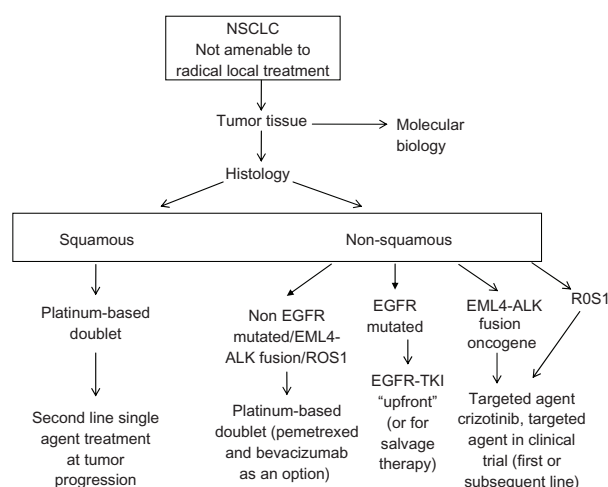 NSCLC
Not amenable to
radical local treatment
Tumor tissue
Molecular
biology
Histology
Squamous
Non-squamous
Platinum-based
doublet
Second line single
agent treatment
at tumor
progression
Non EGFR
mutated/EML4-
ALK fusion/ROS1
Platinum-based
doublet (pemetrexed
and bevacizumab
as an option)
EGFR
mutated
EGFR-TKI
“upfront”
(or for
salvage
therapy)
EML4-ALK
fusion
oncogene
R0S1
Targeted agent
crizotinib, targeted
agent in clinical
trial (first or
subsequent line)